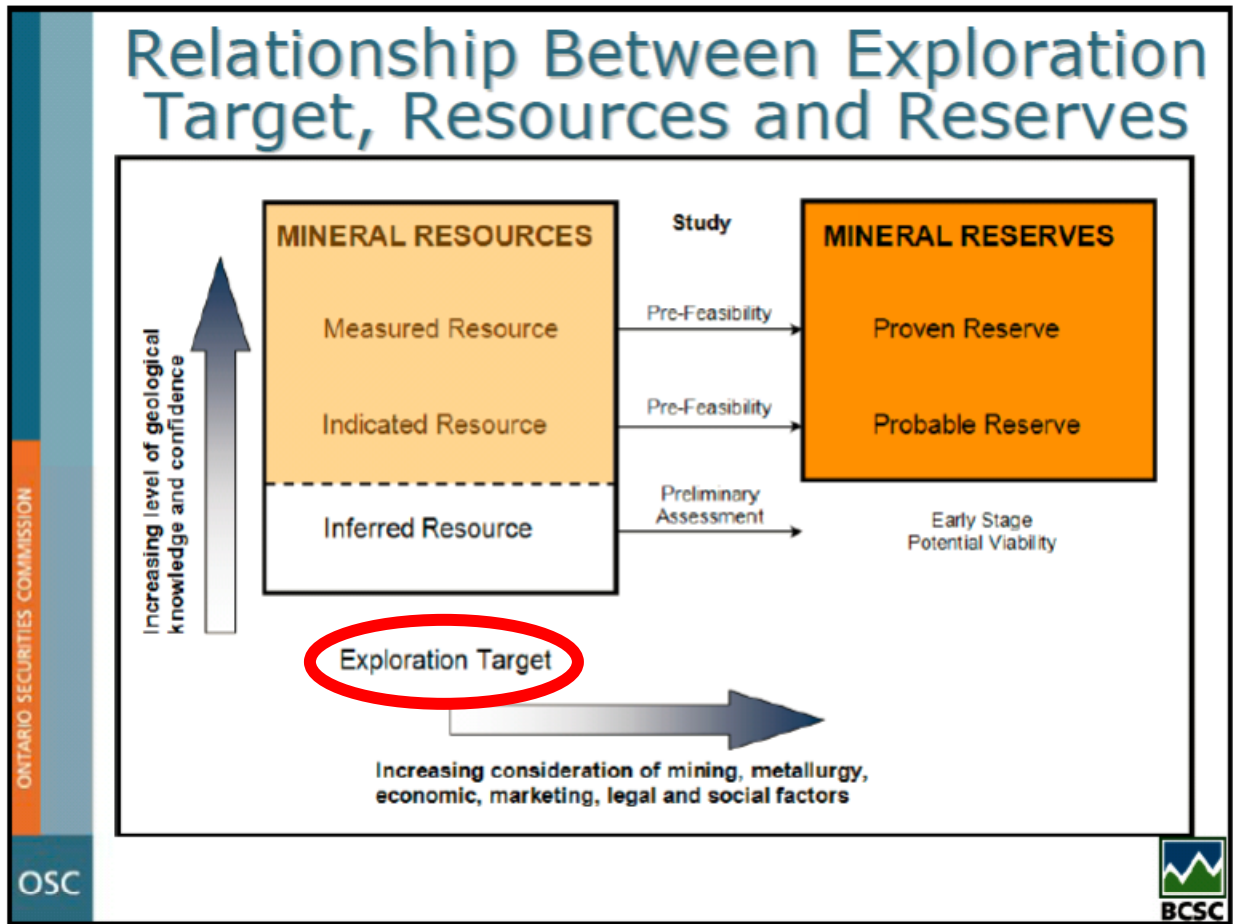 Relationship Between Exploration
Target, Resources and Reserves
MINERAL RESOURCES
Study
MINERAL RESERVES
Measured Resource
Pre-Feasibility
Proven Reserve
Indicated Resource
Pre-Feasibility
Probable Reserve
Inferred Resource
Preliminary
Assessment
Early Stage
Potential Viability
Increasing level of geological
knowledge and confidence
Exploration Target
Increasing consideration of mining, metallurgy,
economic, marketing, legal and social factors
ONTARIO SECURITIES COMMISSION
OSC
BCSC